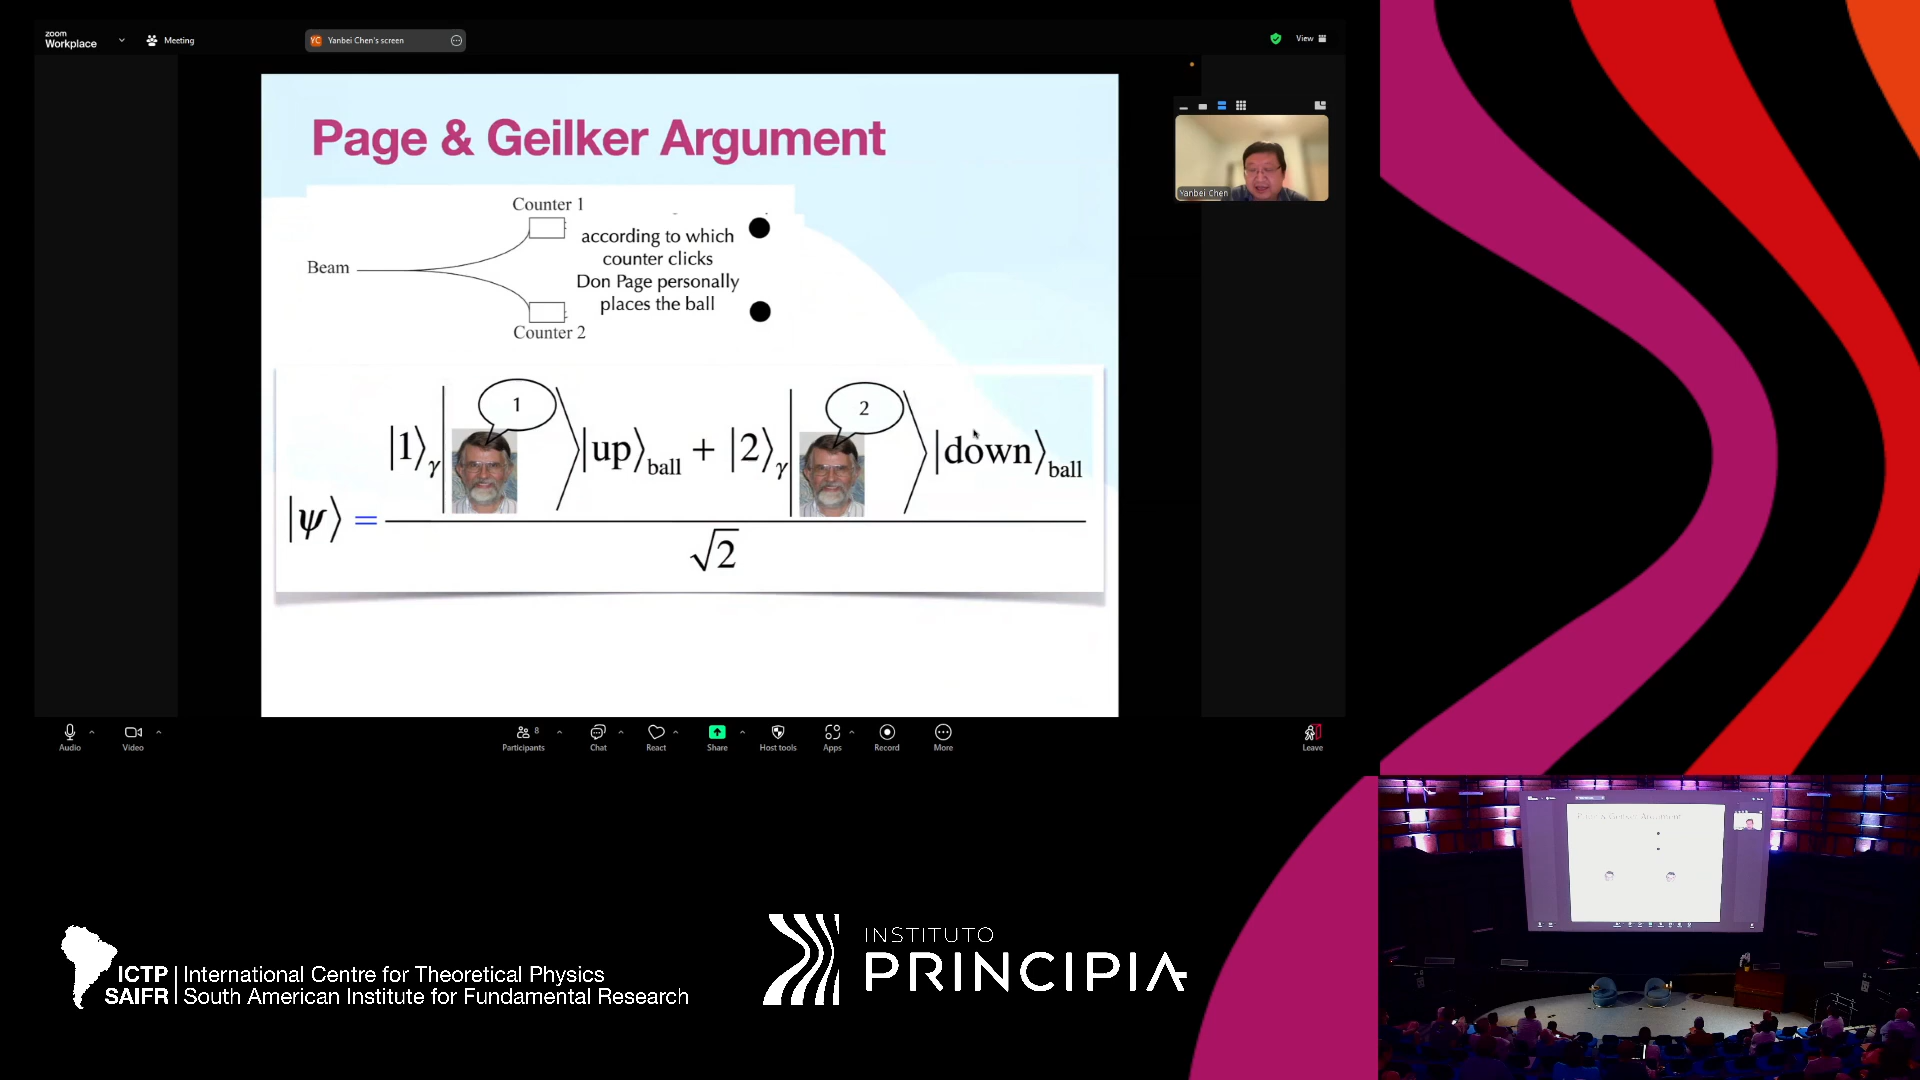 zoom
Workplace
Meeting
YC Yanbei Chen's screen
View
Page & Geilker Argument
Counter 1
Beam
according to which
counter clicks
Don Page personally
places the ball
Counter 2
|ψ⟩ = |1⟩γ | 1 ⟩ |up⟩ball + |2⟩γ | 2 ⟩ |down⟩ball
√2
Yanbei Chen
Audio
Video
Participants 8
Chat
React
Share
Host tools
Apps
Record
More
Leave
Page & Geilker Argument
ICTP | International Centre for Theoretical Physics
SAIFR | South American Institute for Fundamental Research
INSTITUTO
PRINCIPIA